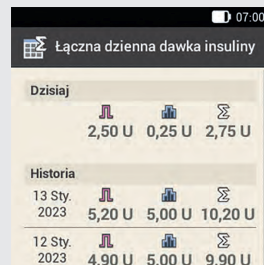 07:00
Łączna dzienna dawka insuliny
Dzisiaj
2,50 U 0,25 U 2,75 U
Historia
13 Sty.
2023
5,20 U 5,00 U 10,20 U
12 Sty.
2023
4,90 U 5,00 U 9,90 U